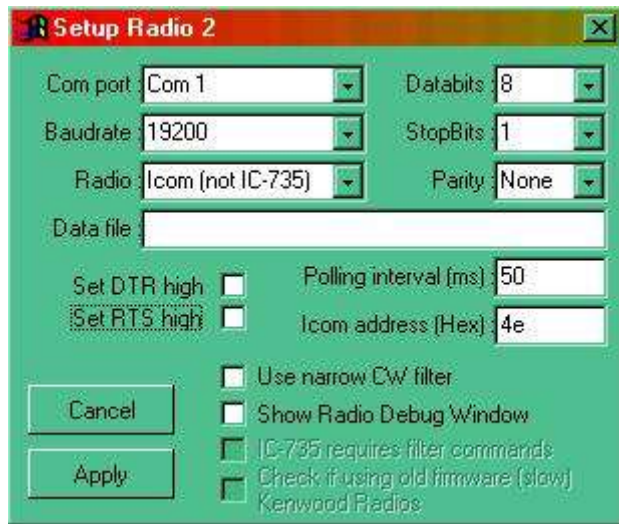 Setup Radio 2
Com port : Com 1 Databits : 8
Baudrate : 19200 StopBits : 1
Radio : Icom (not IC-735) Parity : None
Data file :
Set DTR high Polling interval (ms) : 50
Set RTS high Icom address (Hex) : 4e
Use narrow CW filter
Cancel Show Radio Debug Window
IC-735 requires filter commands
Apply Check if using old firmware (slow)
Kenwood Radios